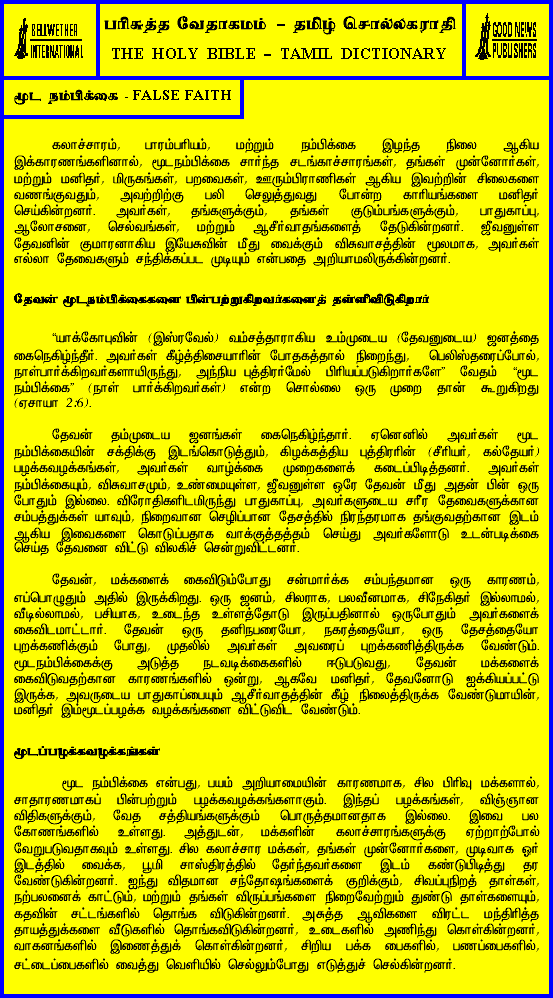 BELLWETHER
INTERNATIONAL
பரிசுத்த வேதாகமம் – தமிழ் சொல்லகராதி
THE HOLY BIBLE – TAMIL DICTIONARY
GOOD NEWS
PUBLISHERS
மூட நம்பிக்கை - FALSE FAITH
கலாச்சாரம், பாரம்பரியம், மற்றும் நம்பிக்கை இழந்த நிலை ஆகிய
இக்காரணங்களினால், மூடநம்பிக்கை சார்ந்த சடங்காச்சாரங்கள், தங்கள் முன்னோர்கள்,
மற்றும் மனிதர், மிருகங்கள், பறவைகள், ஊரும்பிராணிகள் ஆகிய இவற்றின் சிலைகளை
வணங்குவதும், அவற்றிற்கு பலி செலுத்துவது போன்ற காரியங்களை மனிதர்
செய்கின்றனர். அவர்கள், தங்களுக்கும், தங்கள் குடும்பங்களுக்கும், பாதுகாப்பு,
ஆலோசனை, செல்வங்கள், மற்றும் ஆசீர்வாதங்களைத் தேடுகின்றனர். ஜீவனுள்ள
தேவனின் குமாரனாகிய இயேசுவின் மீது வைக்கும் விசுவாசத்தின் மூலமாக, அவர்கள்
எல்லா தேவைகளும் சந்திக்கப்பட முடியும் என்பதை அறியாமலிருக்கின்றனர்.
தேவன் மூடநம்பிக்கைகளை பின்பற்றுகிறவர்களைத் தள்ளிவிடுகிறார்
“யாக்கோபுவின் (இஸ்ரவேல்) வம்சத்தாராகிய உம்முடைய (தேவனுடைய) ஜனத்தை
கைநெகிழ்ந்தீர். அவர்கள் கீழ்த்திசையாரின் போதகத்தால் நிறைந்து, பெலிஸ்தரைப்போல்,
நாள்பார்க்கிறவர்களாயிருந்து, அந்நிய புத்திரர்மேல் பிரியப்படுகிறார்களே” வேதம் “மூட
நம்பிக்கை” (நாள் பார்க்கிறவர்கள்) என்ற சொல்லை ஒரு முறை தான் கூறுகிறது
(ஏசாயா 2:6).
தேவன் தம்முடைய ஜனங்கள் கைநெகிழ்ந்தார். ஏனெனில் அவர்கள் மூட
நம்பிக்கையின் சக்திக்கு இடங்கொடுத்தும், கிழக்கத்திய புத்திரரின் (சீரியர், கல்தேயர்)
பழக்கவழக்கங்கள், அவர்கள் வாழ்க்கை முறைகளைக் கடைப்பிடித்தனர். அவர்கள்
நம்பிக்கையும், விசுவாசமும், உண்மையுள்ள, ஜீவனுள்ள ஒரே தேவன் மீது அதன் பின் ஒரு
போதும் இல்லை. விரோதிகளிடமிருந்து பாதுகாப்பு, அவர்களுடைய சரீர தேவைகளுக்கான
சம்பத்துக்கள் யாவும், நிறைவான செழிப்பான தேசத்தில் நிரந்தரமாக தங்குவதற்கான இடம்
ஆகிய இவைகளை கொடுப்பதாக வாக்குத்தத்தம் செய்து அவர்களோடு உடன்படிக்கை
செய்த தேவனை விட்டு விலகிச் சென்றுவிட்டனர்.
தேவன், மக்களைக் கைவிடும்போது சன்மார்க்க சம்பந்தமான ஒரு காரணம்,
எப்பொழுதும் அதில் இருக்கிறது. ஒரு ஜனம், சிலராக, பலவீனமாக, சிநேகிதர் இல்லாமல்,
வீடில்லாமல், பசியாக, உடைந்த உள்ளத்தோடு இருப்பதினால் ஒருபோதும் அவர்களைக்
கைவிடமாட்டார். தேவன் ஒரு தனிநபரையோ, நகரத்தையோ, ஒரு தேசத்தையோ
புறக்கணிக்கும் போது, முதலில் அவர்கள் அவரைப் புறக்கணித்திருக்க வேண்டும்.
மூடநம்பிக்கைக்கு அடுத்த நடவடிக்கைகளில் ஈடுபடுவது, தேவன் மக்களைக்
கைவிடுவதற்கான காரணங்களில் ஒன்று, ஆகவே மனிதர், தேவனோடு ஐக்கியப்பட்டு
இருக்க, அவருடைய பாதுகாப்பையும் ஆசீர்வாதத்தின் கீழ் நிலைத்திருக்க வேண்டுமாயின்,
மனிதர் இம்மூடப்பழக்க வழக்கங்களை விட்டுவிட வேண்டும்.
மூடப்பழக்கவழக்கங்கள்
மூட நம்பிக்கை என்பது, பயம் அறியாமையின் காரணமாக, சில பிரிவு மக்களால்,
சாதாரணமாகப் பின்பற்றும் பழக்கவழக்கங்களாகும். இந்தப் பழக்கங்கள், விஞ்ஞான
விதிகளுக்கும், வேத சத்தியங்களுக்கும் பொருத்தமானதாக இல்லை. இவை பல
கோணங்களில் உள்ளது. அத்துடன், மக்களின் கலாச்சாரங்களுக்கு ஏற்றாற்போல்
வேறுபடுவதாகவும் உள்ளது. சில கலாச்சார மக்கள், தங்கள் முன்னோர்களை, முடிவாக ஓர்
இடத்தில் வைக்க, பூமி சாஸ்திரத்தில் தேர்ந்தவர்களை இடம் கண்டுபிடித்து தர
வேண்டுகின்றனர். ஐந்து விதமான சந்தோஷங்களைக் குறிக்கும், சிவப்புநிறத் தாள்கள்,
நற்பலனைக் காட்டும், மற்றும் தங்கள் விருப்பங்களை நிறைவேற்றும் துண்டு தாள்களையும்,
கதவின் சட்டங்களில் தொங்க விடுகின்றனர். அசுத்த ஆவிகளை விரட்ட மந்திரித்த
தாயத்துக்களை வீடுகளில் தொங்கவிடுகின்றனர், உடைகளில் அணிந்து கொள்கின்றனர்,
வாகனங்களில் இணைத்துக் கொள்கின்றனர், சிறிய பக்க பைகளில், பணப்பைகளில்,
சட்டைப்பைகளில் வைத்து வெளியில் செல்லும்போது எடுத்துச் செல்கின்றனர்.